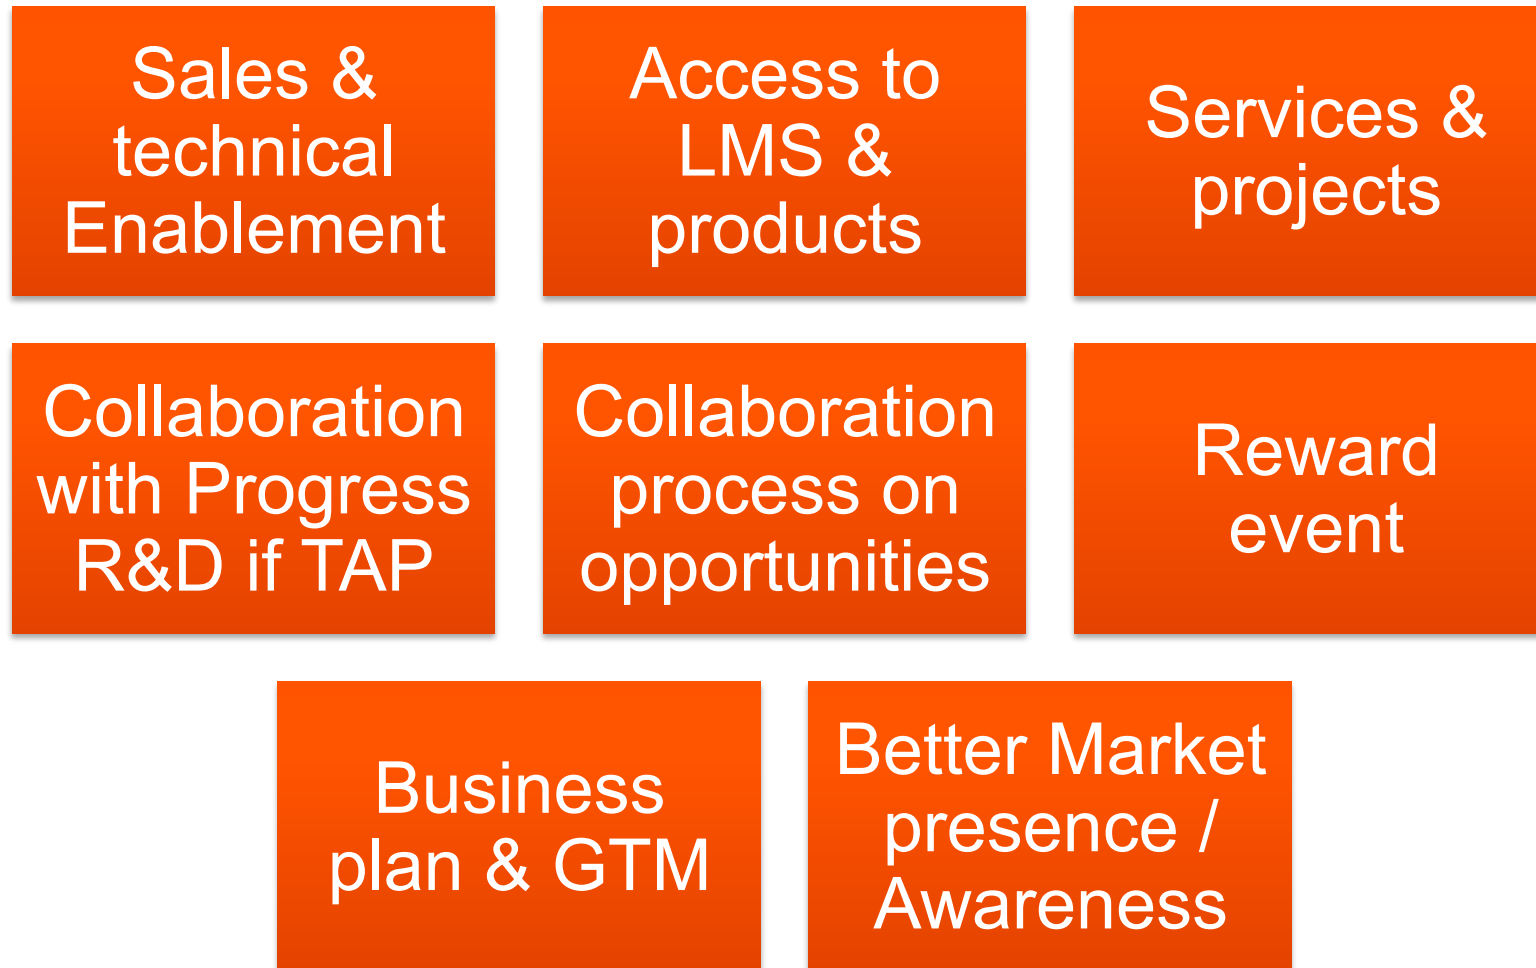 Sales &
technical
Enablement
Access to
LMS &
products
Services &
projects
Collaboration
with Progress
R&D if TAP
Collaboration
process on
opportunities
Reward
event
Business
plan & GTM
Better Market
presence /
Awareness